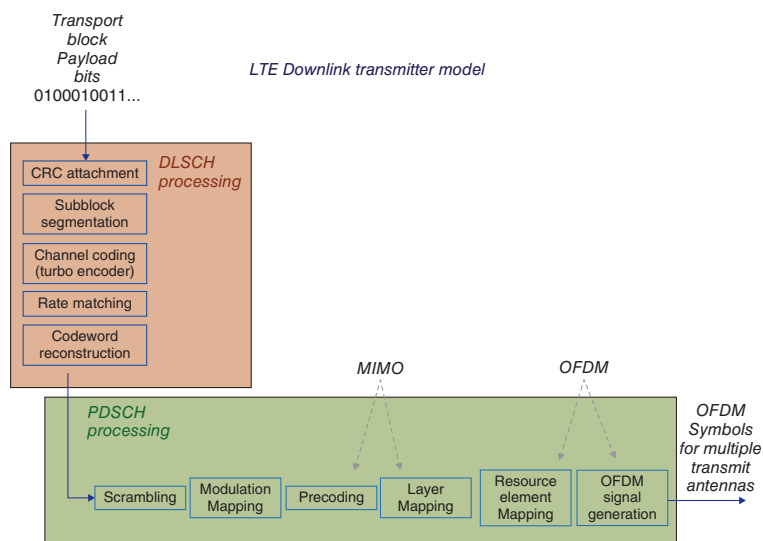 Transport
block
Payload
bits
0100010011...
LTE Downlink transmitter model
DLSCH
processing
CRC attachment
Subblock
segmentation
Channel coding
(turbo encoder)
Rate matching
Codeword
reconstruction
MIMO
OFDM
PDSCH
processing
OFDM
Symbols
for multiple
transmit
antennas
Scrambling
Modulation
Mapping
Precoding
Layer
Mapping
Resource
element
Mapping
OFDM
signal
generation